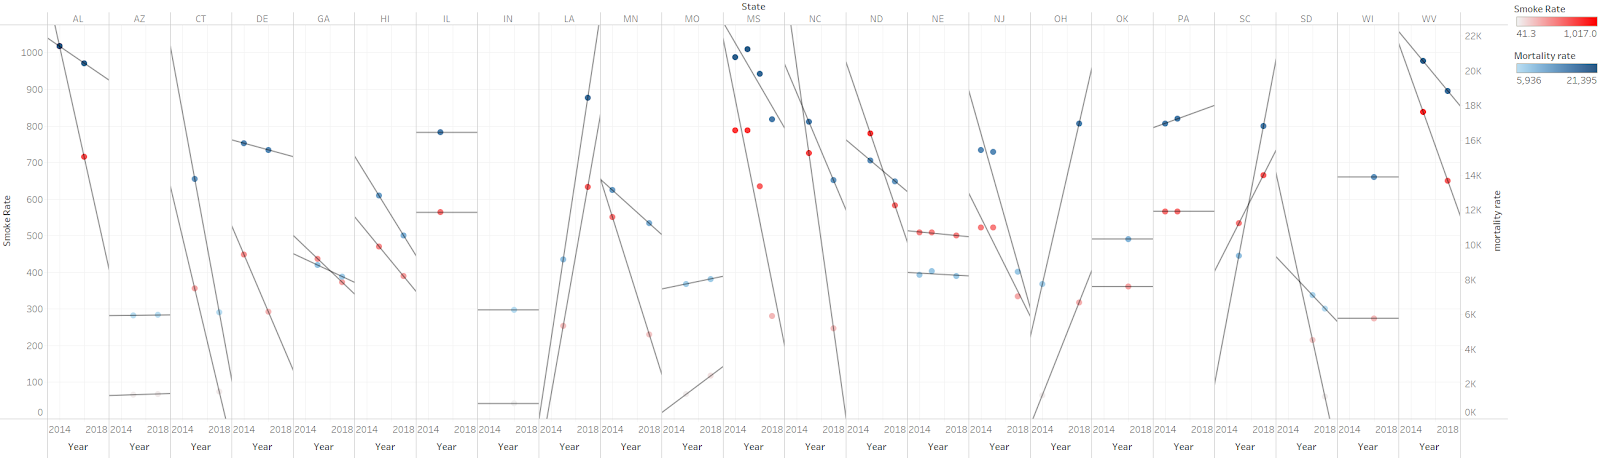 State
AL AZ CT DE GA HI IL IN LA MN MO MS NC ND NE NJ OH OK PA SC SD WI WV
Smoke Rate
41.3 1,017.0
Mortality rate
5,936 21,395
1000
900
800
700
600
500
400
300
200
100
0
Smoke Rate
22K
20K
18K
16K
14K
12K
10K
8K
6K
4K
2K
0K
mortality rate
2014 2018 2014 2018 2014 2018 2014 2018 2014 2018 2014 2018 2014 2018 2014 2018 2014 2018 2014 2018 2014 2018 2014 2018 2014 2018 2014 2018 2014 2018 2014 2018 2014 2018 2014 2018 2014 2018 2014 2018 2014 2018 2014 2018 2014 2018
Year Year Year Year Year Year Year Year Year Year Year Year Year Year Year Year Year Year Year Year Year Year Year